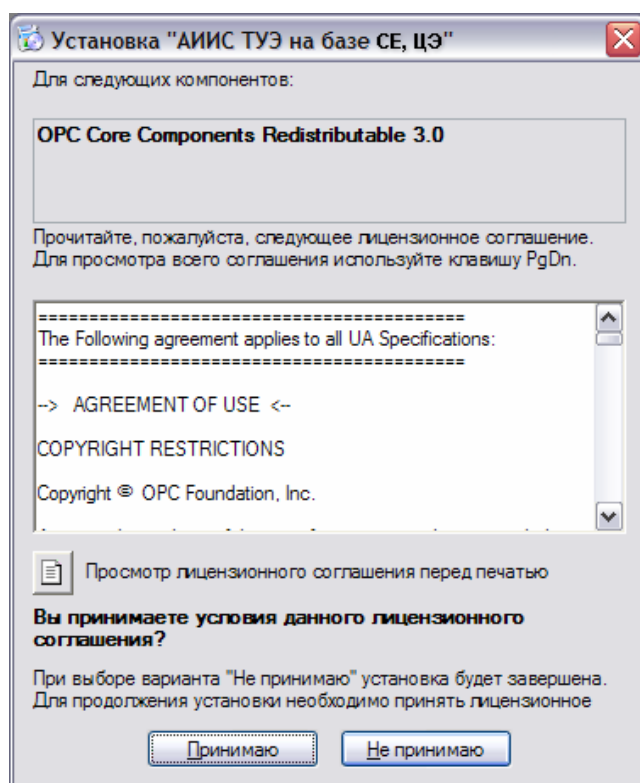 Установка "АИИС ТУЭ на базе СЕ, ЦЭ"
Для следующих компонентов:
OPC Core Components Redistributable 3.0
Прочитайте, пожалуйста, следующее лицензионное соглашение.
Для просмотра всего соглашения используйте клавишу PgDn.
==========================================
The Following agreement applies to all UA Specifications:
==========================================
--> AGREEMENT OF USE <--
COPYRIGHT RESTRICTIONS
Copyright © OPC Foundation, Inc.
Просмотр лицензионного соглашения перед печатью
Вы принимаете условия данного лицензионного
соглашения?
При выборе варианта "Не принимаю" установка будет завершена.
Для продолжения установки необходимо принять лицензионное
Принимаю
Не принимаю